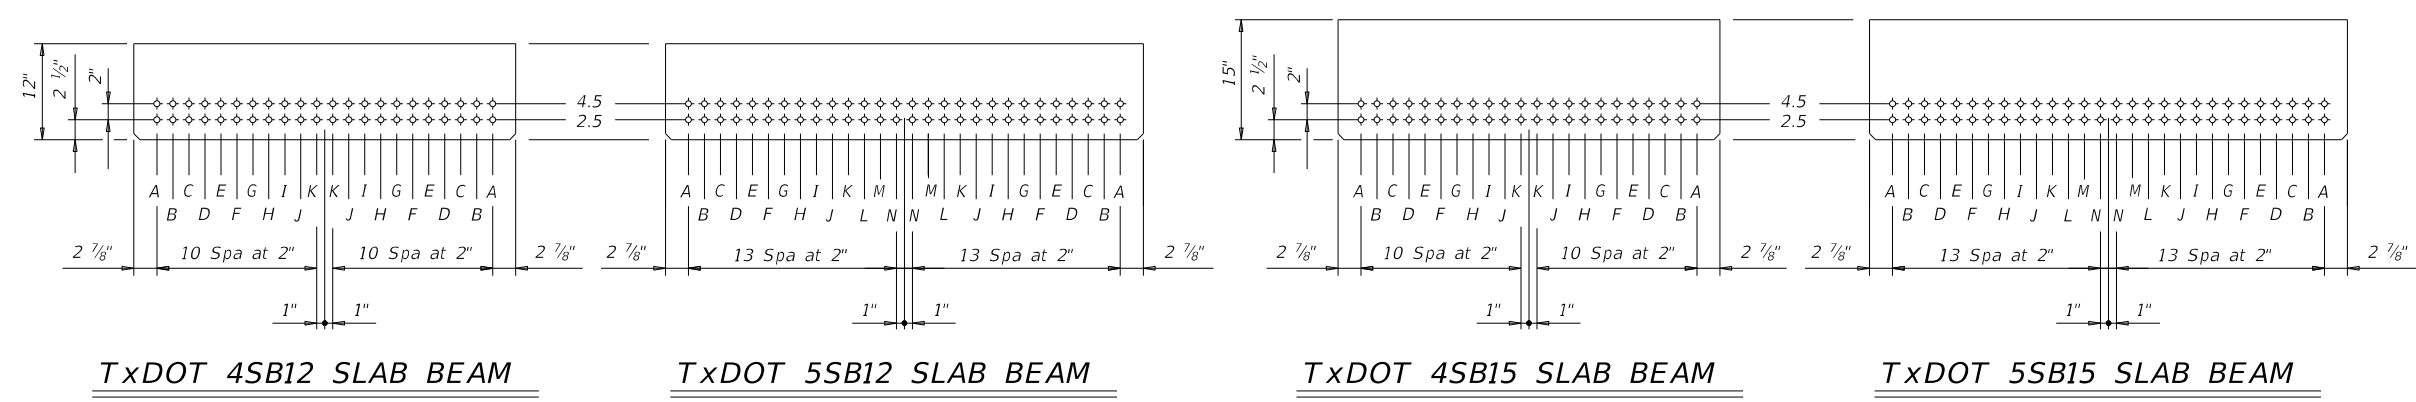 12" 2 ½" 2" 4.5 15" 2 ½" 2" 4.5
2.5 2.5
A C E G I K K I G E C A A C E G I K M M K I G E C A A C E G I K K I G E C A A C E G I K M M K I G E C A
B D F H J J H F D B B D F H J L N N L J H F D B B D F H J J H F D B B D F H J L N N L J H F D B
2 ⅞" 10 Spa at 2" 10 Spa at 2" 2 ⅞" 2 ⅞" 13 Spa at 2" 13 Spa at 2" 2 ⅞" 2 ⅞" 10 Spa at 2" 10 Spa at 2" 2 ⅞" 2 ⅞" 13 Spa at 2" 13 Spa at 2" 2 ⅞"
1" 1" 1" 1" 1" 1" 1" 1"
TxDOT 4SB12 SLAB BEAM TxDOT 5SB12 SLAB BEAM TxDOT 4SB15 SLAB BEAM TxDOT 5SB15 SLAB BEAM